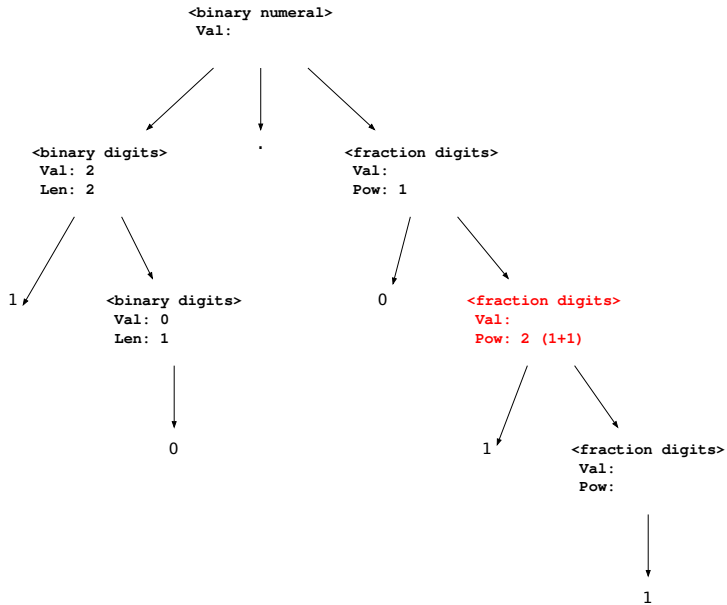 <binary numeral>
Val:
<binary digits>
Val: 2
Len: 2
.
<fraction digits>
Val:
Pow: 1
1
<binary digits>
Val: 0
Len: 1
0
<fraction digits>
Val:
Pow: 2 (1+1)
0
1
<fraction digits>
Val:
Pow:
1